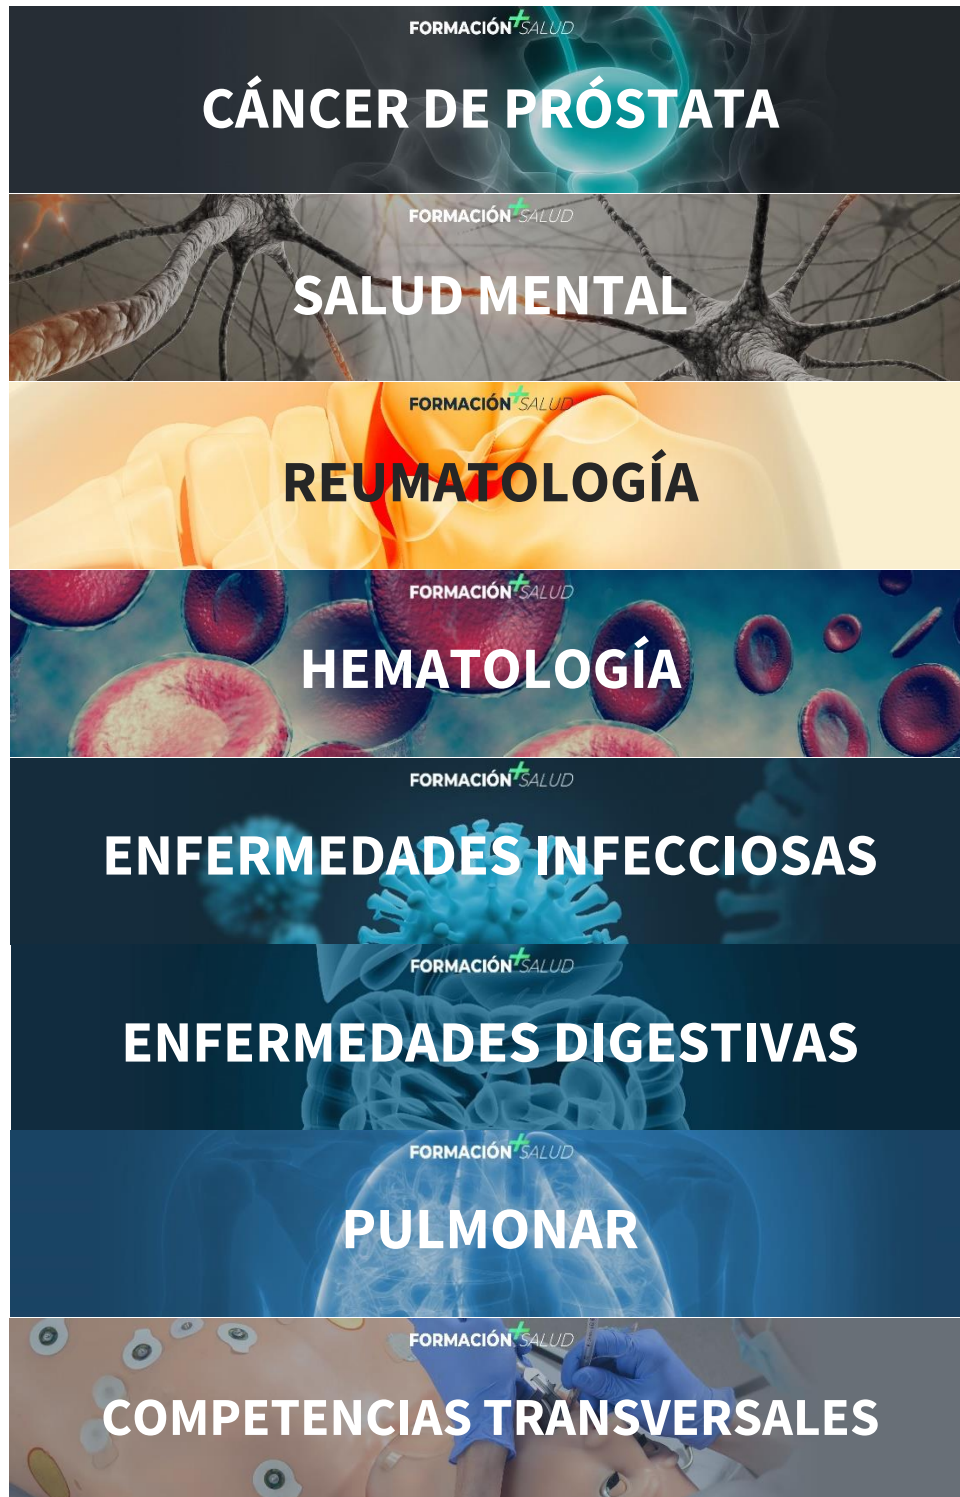 FORMACIÓN+SALUD
CÁNCER DE PRÓSTATA
FORMACIÓN+SALUD
SALUD MENTAL
FORMACIÓN+SALUD
REUMATOLOGÍA
FORMACIÓN+SALUD
HEMATOLOGÍA
FORMACIÓN+SALUD
ENFERMEDADES INFECCIOSAS
FORMACIÓN+SALUD
ENFERMEDADES DIGESTIVAS
FORMACIÓN+SALUD
PULMONAR
FORMACIÓN+SALUD
COMPETENCIAS TRANSVERSALES